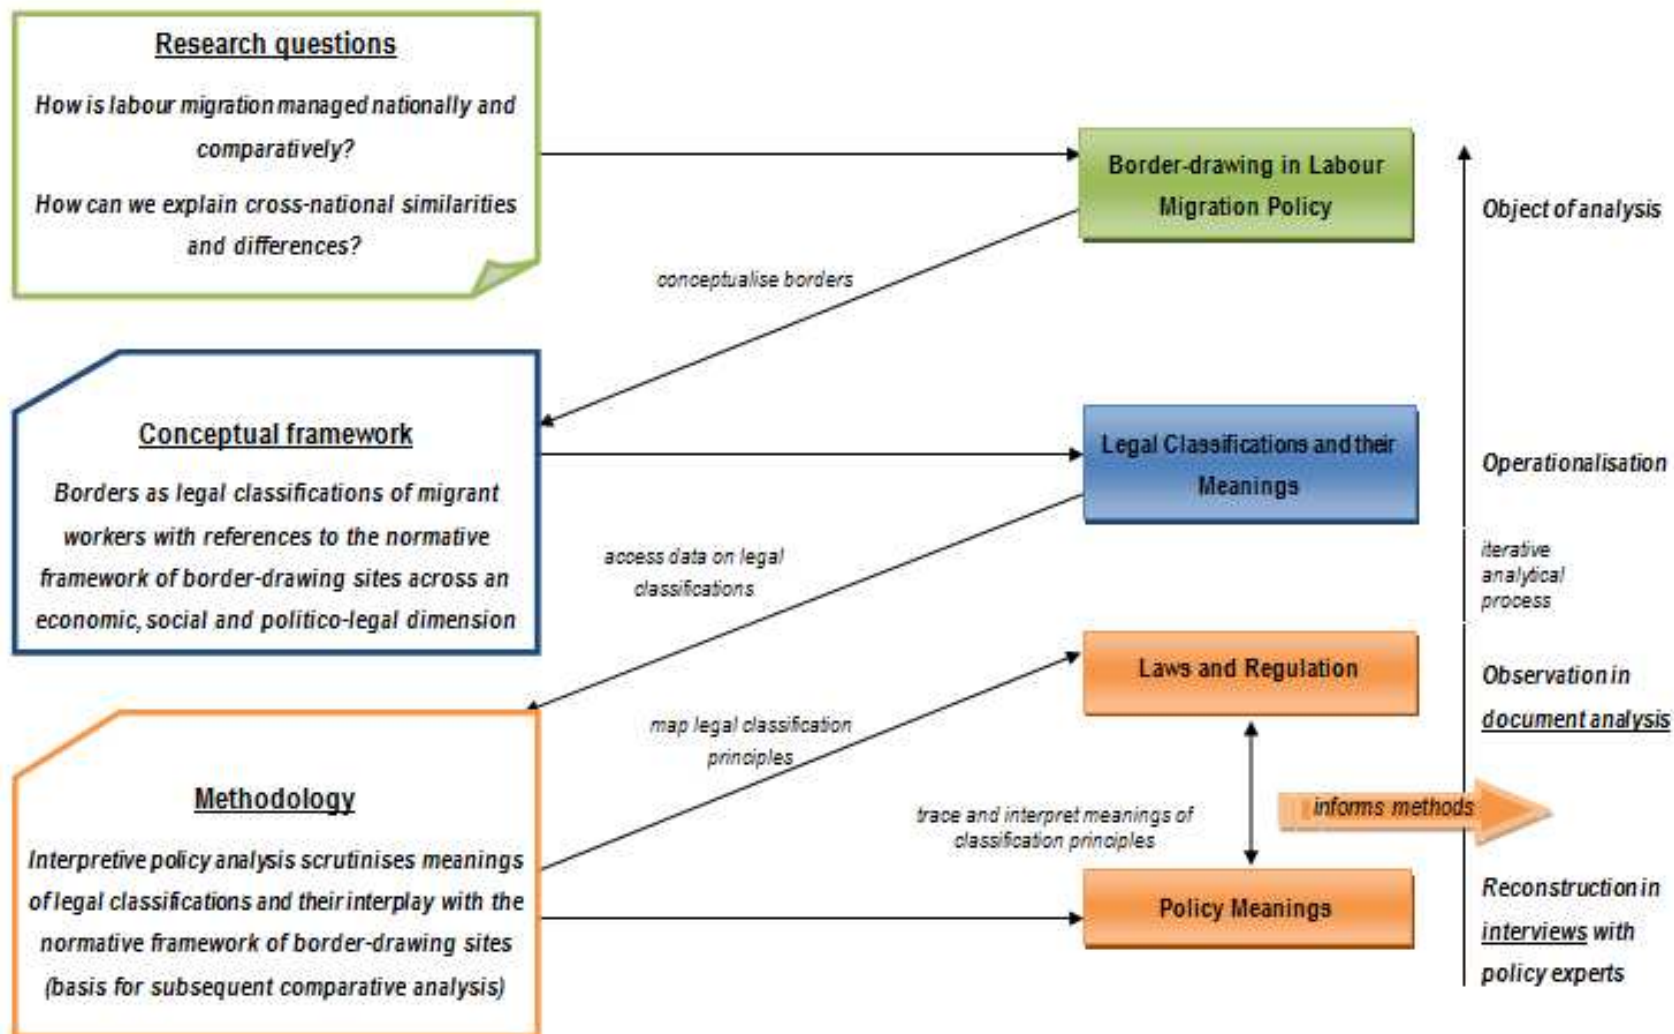 Research questions
How is labour migration managed nationally and
comparatively?
How can we explain cross-national similarities
and differences?
Border-drawing in Labour
Migration Policy
Object of analysis
conceptualise borders
Conceptual framework
Borders as legal classifications of migrant
workers with references to the normative
framework of border-drawing sites across an
economic, social and politico-legal dimension
Legal Classifications and their
Meanings
Operationalisation
access data on legal
classifications
iterative
analytical
process
Laws and Regulation
Observation in
document analysis
map legal classification
principles
Methodology
Interpretive policy analysis scrutinises meanings
of legal classifications and their interplay with the
normative framework of border-drawing sites
(basis for subsequent comparative analysis)
trace and interpret meanings of
classification principles
informs methods
Policy Meanings
Reconstruction in
interviews with
policy experts